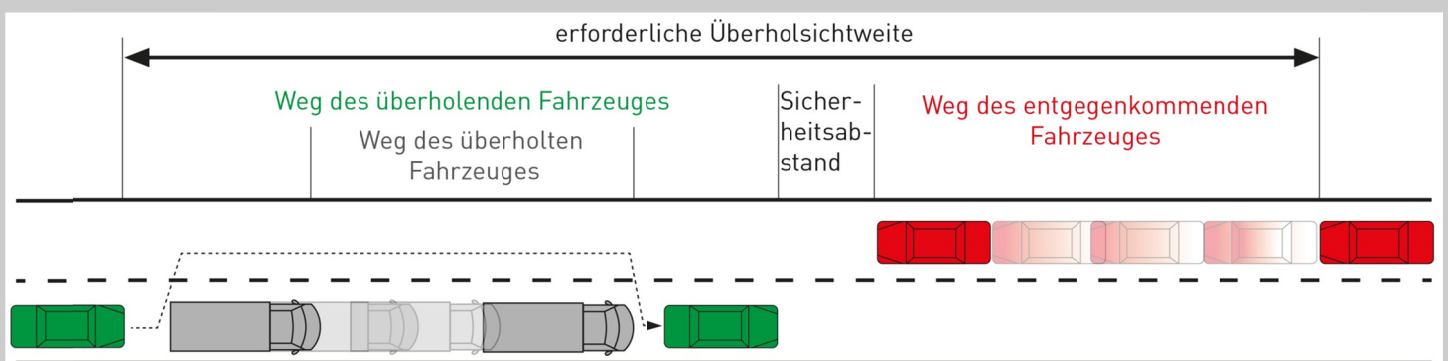 erforderliche Überholsichtweite
Weg des überholenden Fahrzeuges
Weg des überholten
Fahrzeuges
Sicher-
heitsab-
stand
Weg des entgegenkommenden
Fahrzeuges